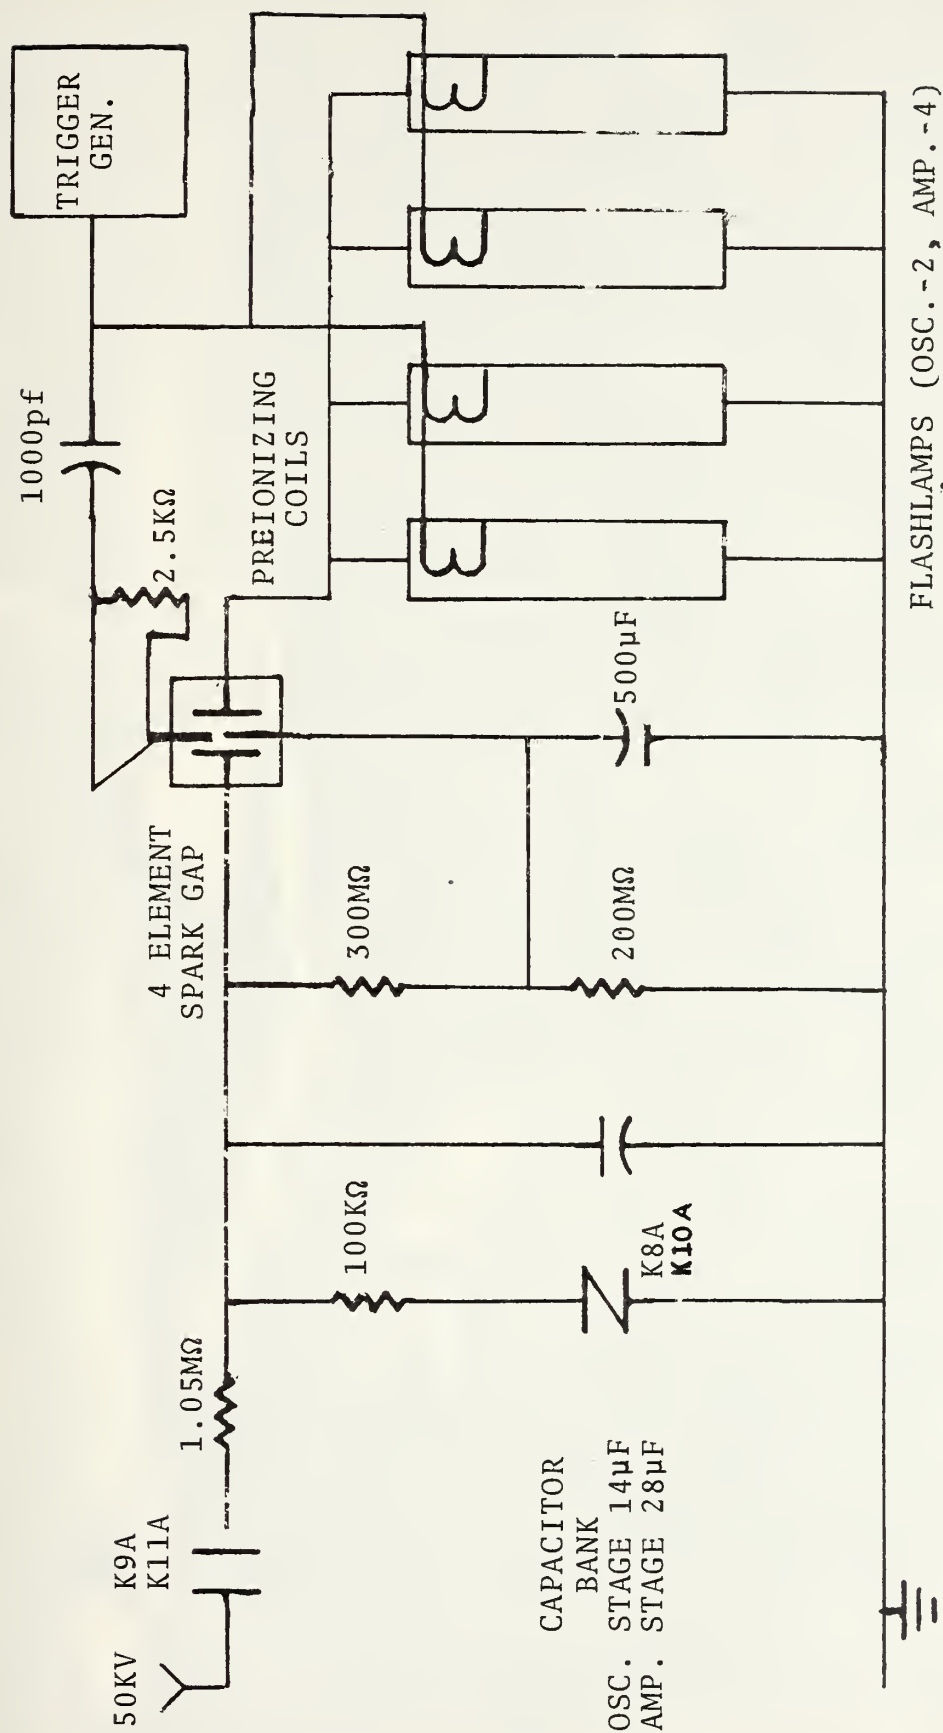 50KV
K9A
K11A
1.05MΩ
100KΩ
K8A
K10A
CAPACITOR
BANK
OSC. STAGE 14µF
AMP. STAGE 28µF
4 ELEMENT
SPARK GAP
300MΩ
200MΩ
500µF
2.5KΩ
1000pf
TRIGGER
GEN.
PREIONIZING
COILS
FLASHLAMPS (OSC.-2, AMP.-4)